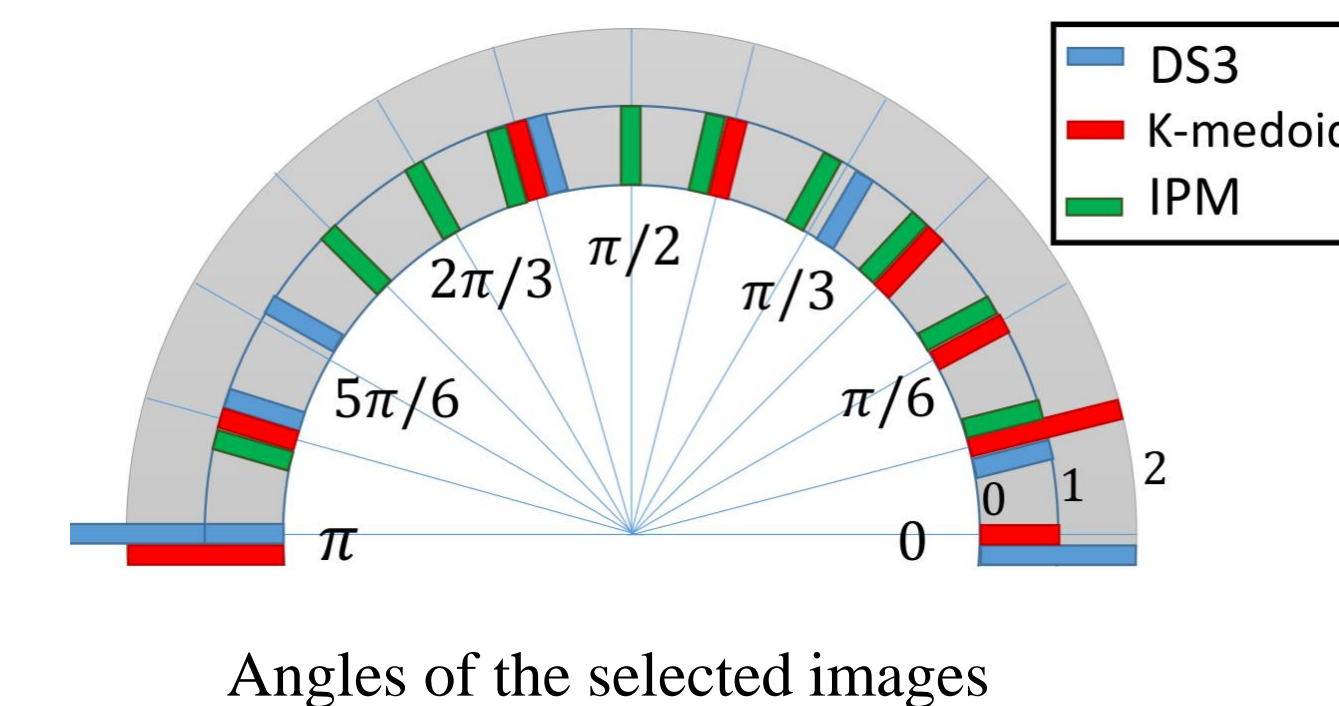 DS3
K-medoid
IPM
π/2
2π/3
π/3
5π/6
π/6
2
1
0
π
0
Angles of the selected images